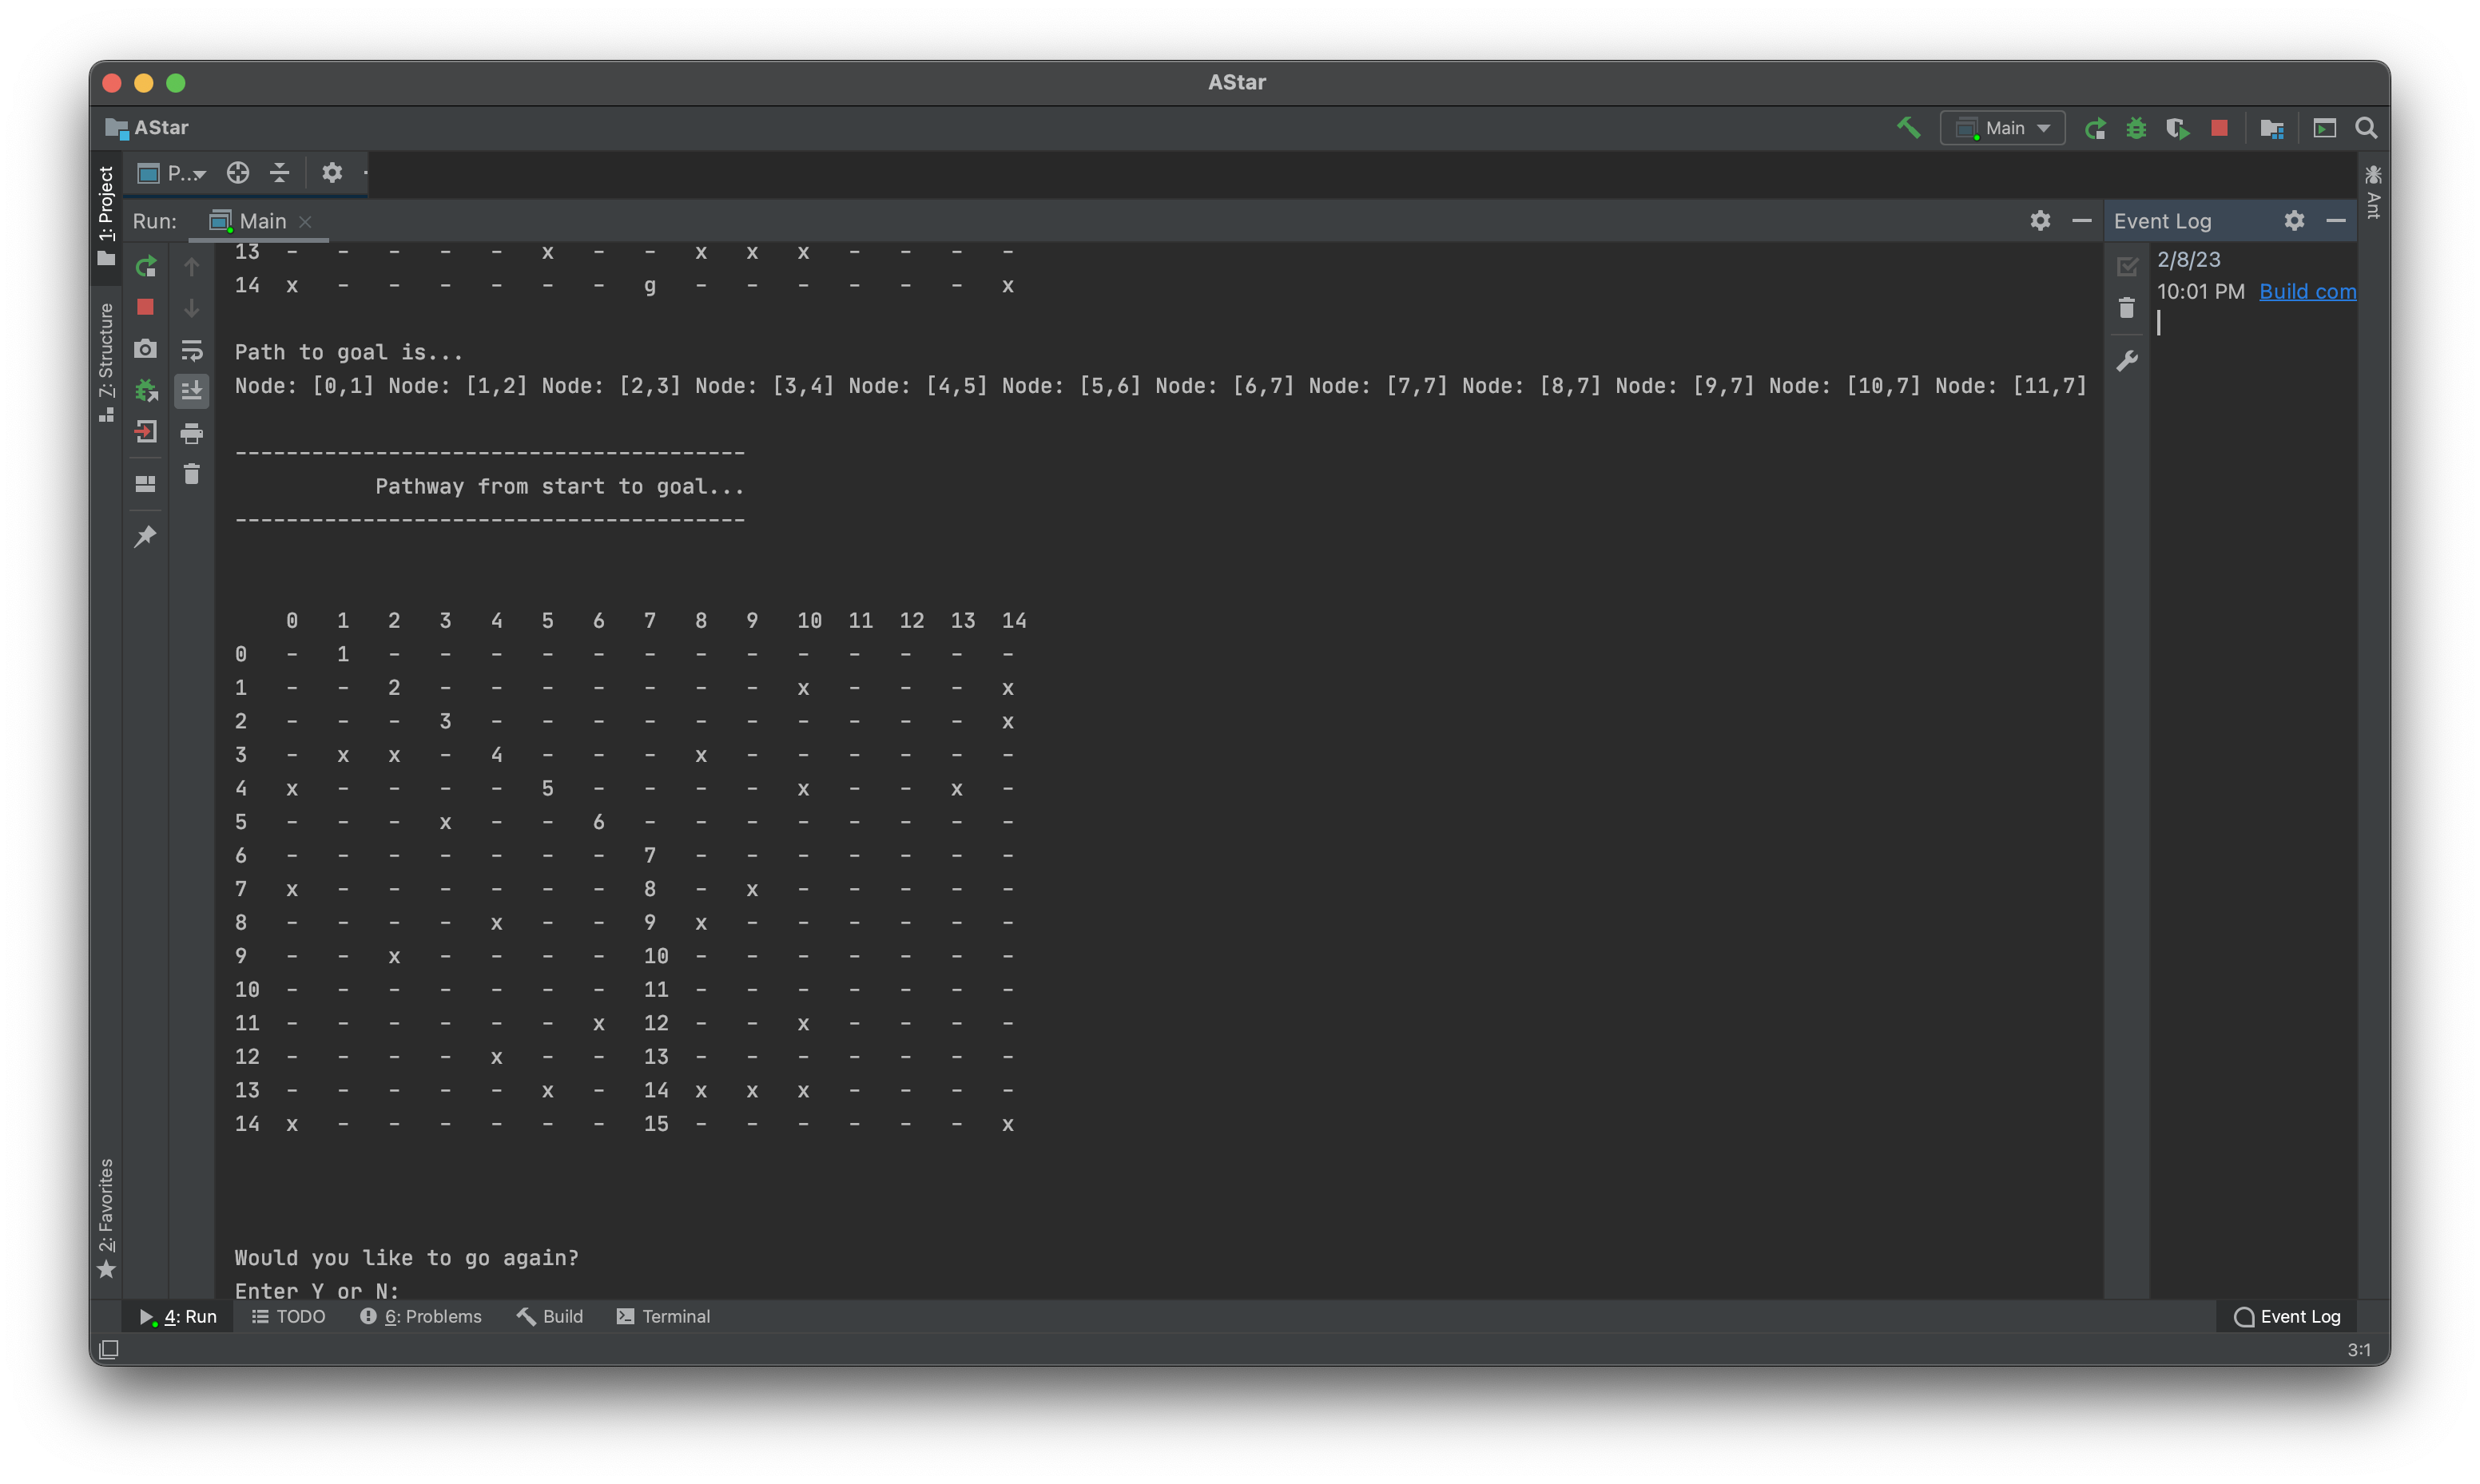 AStar
AStar
Main
P...
1: Project
Ant
Run: Main
Event Log
13 - - - - - x - - x x x - - - -
14 x - - - - - - g - - - - - - x
2/8/23
10:01 PM Build com
Z: Structure
Path to goal is...
Node: [0,1] Node: [1,2] Node: [2,3] Node: [3,4] Node: [4,5] Node: [5,6] Node: [6,7] Node: [7,7] Node: [8,7] Node: [9,7] Node: [10,7] Node: [11,7]
----------------------------------------
Pathway from start to goal...
----------------------------------------
0 1 2 3 4 5 6 7 8 9 10 11 12 13 14
0 - 1 - - - - - - - - - - - - -
1 - - 2 - - - - - - - x - - - x
2 - - - 3 - - - - - - - - - - x
3 - x x - 4 - - - x - - - - - -
4 x - - - - 5 - - - - x - - x -
5 - - - x - - 6 - - - - - - - -
6 - - - - - - - 7 - - - - - - -
7 x - - - - - - 8 - x - - - - -
8 - - - - x - - 9 x - - - - - -
9 - - x - - - - 10 - - - - - - -
10 - - - - - - - 11 - - - - - - -
11 - - - - - - x 12 - - x - - - -
12 - - - - x - - 13 - - - - - - -
13 - - - - - x - 14 x x x - - - -
14 x - - - - - - 15 - - - - - - x
2: Favorites
Would you like to go again?
Enter Y or N:
4: Run TODO 6: Problems Build Terminal Event Log
3:1